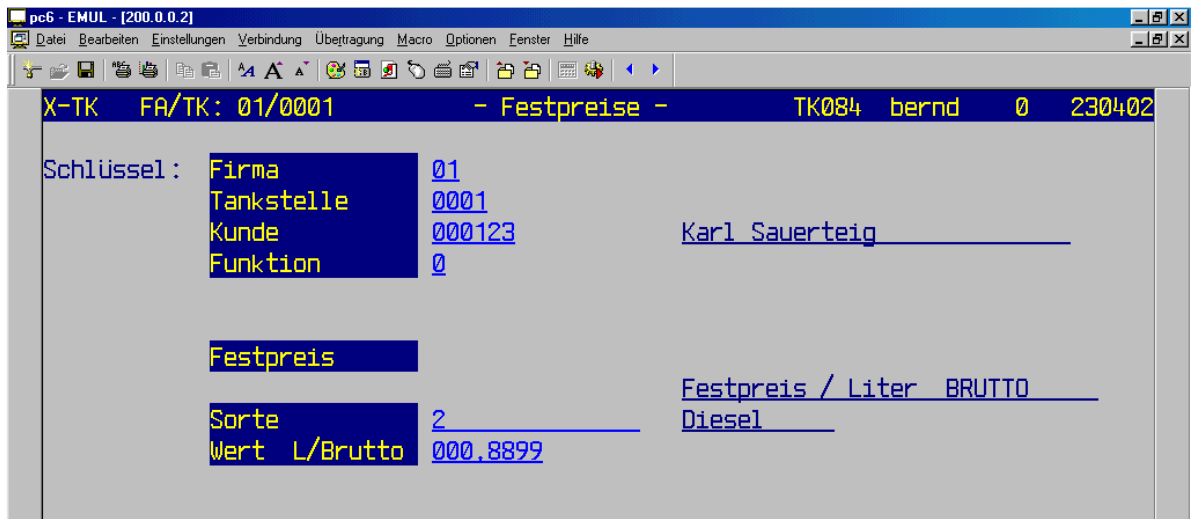 pc6 - EMUL - [200.0.0.2]
Datei Bearbeiten Einstellungen Verbindung Übertragung Macro Optionen Fenster Hilfe
X-TK FA/TK: 01/0001 - Festpreise - TK084 bernd 0 230402
Schlüssel: Firma 01
Tankstelle 0001
Kunde 000123 Karl Sauerteig
Funktion 0
Festpreis
Festpreis / Liter BRUTTO
Sorte 2 Diesel
Wert L/Brutto 000,8899